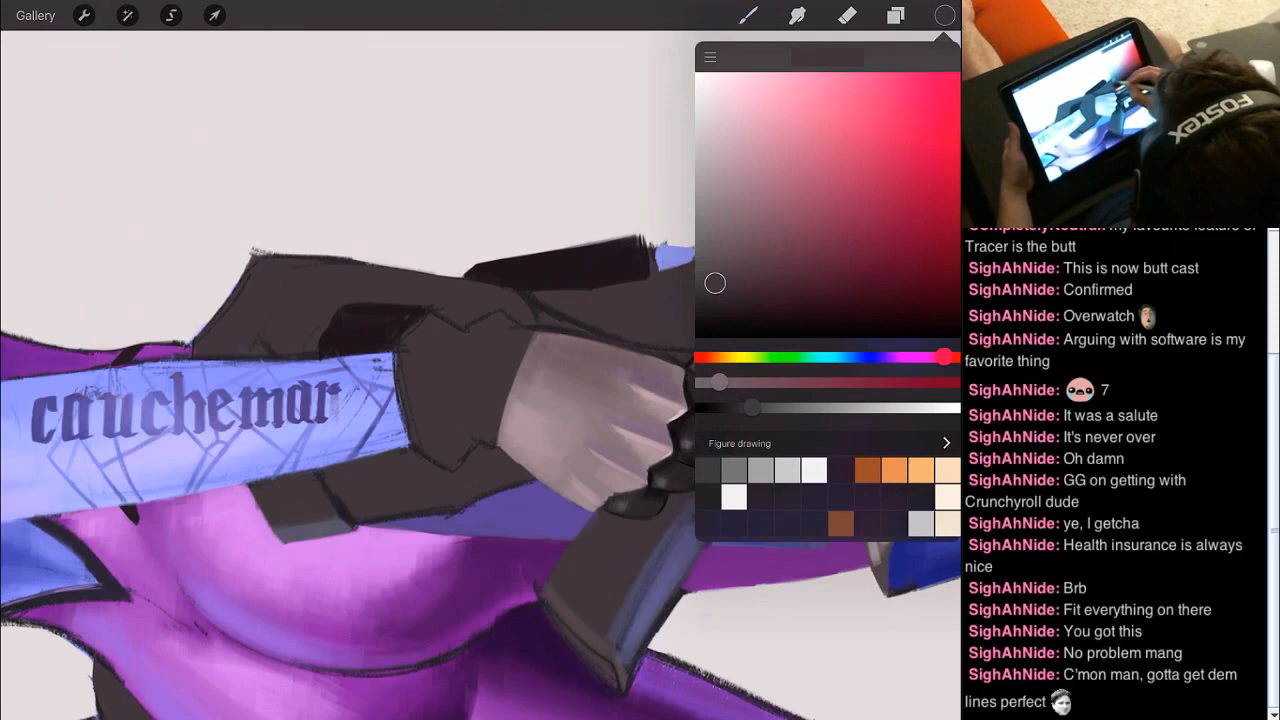 Gallery
Figure drawing
cauchemar
FOSTEX
my favourite feature of
Tracer is the butt
SighAhNide: This is now butt cast
SighAhNide: Confirmed
SighAhNide: Overwatch
SighAhNide: Arguing with software is my
favorite thing
SighAhNide: 7
SighAhNide: It was a salute
SighAhNide: It's never over
SighAhNide: Oh damn
SighAhNide: GG on getting with
Crunchyroll dude
SighAhNide: ye, I getcha
SighAhNide: Health insurance is always
nice
SighAhNide: Brb
SighAhNide: Fit everything on there
SighAhNide: You got this
SighAhNide: No problem mang
SighAhNide: C'mon man, gotta get dem
lines perfect